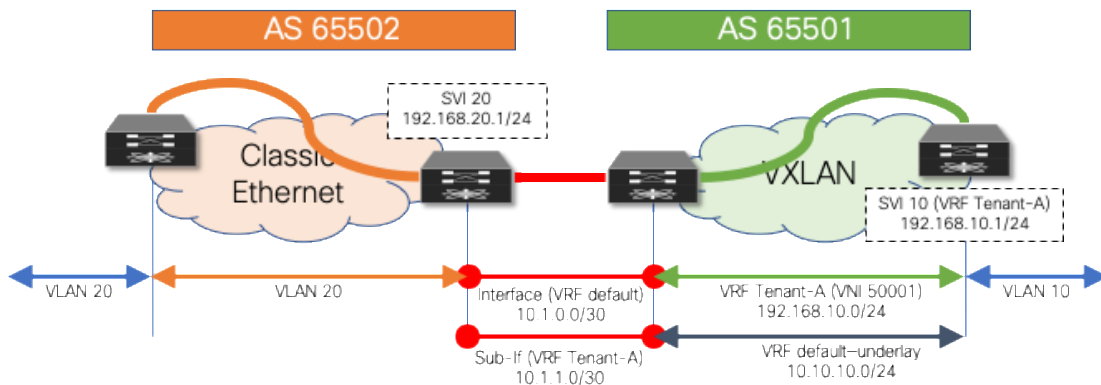 AS 65502
AS 65501
SVI 20
192.168.20.1/24
Classic
Ethernet
VXLAN
SVI 10 (VRF Tenant-A)
192.168.10.1/24
VLAN 20
VLAN 20
Interface (VRF default)
10.1.0.0/30
VRF Tenant-A (VNI 50001)
192.168.10.0/24
VLAN 10
Sub-If (VRF Tenant-A)
10.1.1.0/30
VRF default-underlay
10.10.10.0/24